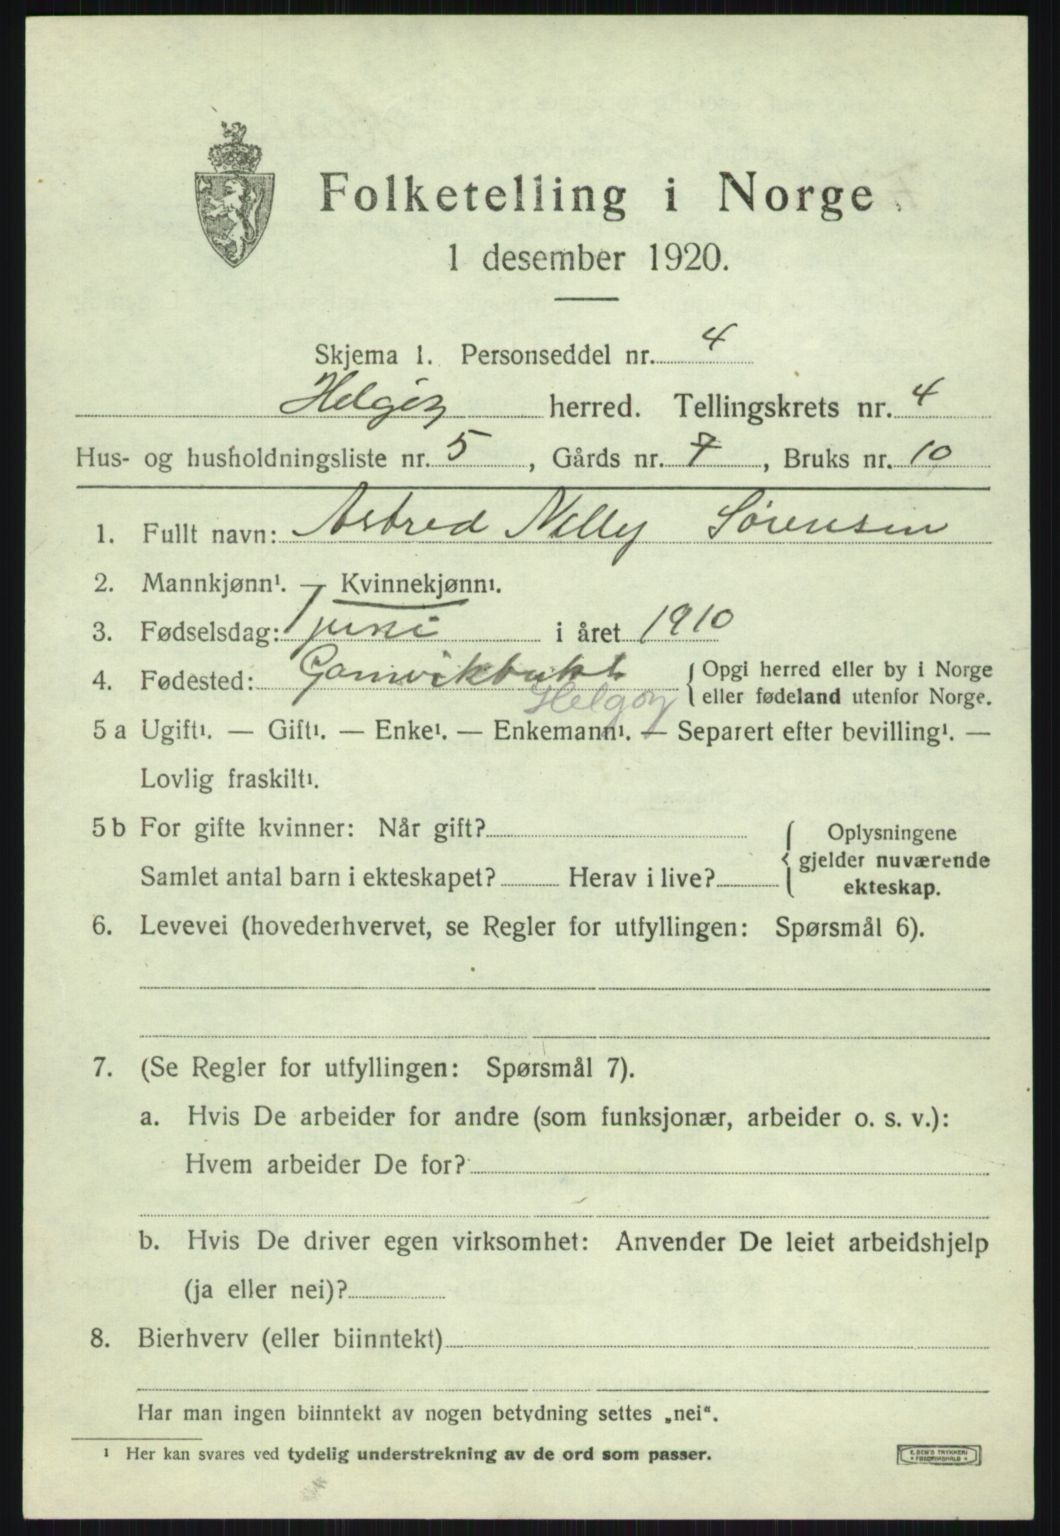 Folketelling i Norge
1 desember 1920.
Skjema 1. Personseddel nr. 4
Helgøy herred. Tellingskrets nr. 4
Hus- og husholdningsliste nr. 5, Gårds nr. 7, Bruks nr. 10
1. Fullt navn: Astred Nelly Sørensen
2. Mannkjønn¹. — Kvinnekjønn¹.
3. Fødselsdag: 7 juni i året 1910
4. Fødested: Gamvikbukt { Opgi herred eller by i Norge
Helgøy eller fødeland utenfor Norge.
5 a Ugift¹. — Gift¹. — Enke¹. — Enkemann¹. — Separert efter bevilling¹. —
Lovlig fraskilt¹.
5 b For gifte kvinner: Når gift? { Oplysningene
gjelder nuværende
Samlet antal barn i ekteskapet? Herav i live? ekteskap.
6. Levevei (hovederhvervet, se Regler for utfyllingen: Spørsmål 6).
7. (Se Regler for utfyllingen: Spørsmål 7).
a. Hvis De arbeider for andre (som funksjonær, arbeider o. s. v.):
Hvem arbeider De for?
b. Hvis De driver egen virksomhet: Anvender De leiet arbeidshjelp
(ja eller nei)?
8. Bierhverv (eller biinntekt)
Har man ingen biinntekt av nogen betydning settes „nei“.
¹ Her kan svares ved tydelig understrekning av de ord som passer.